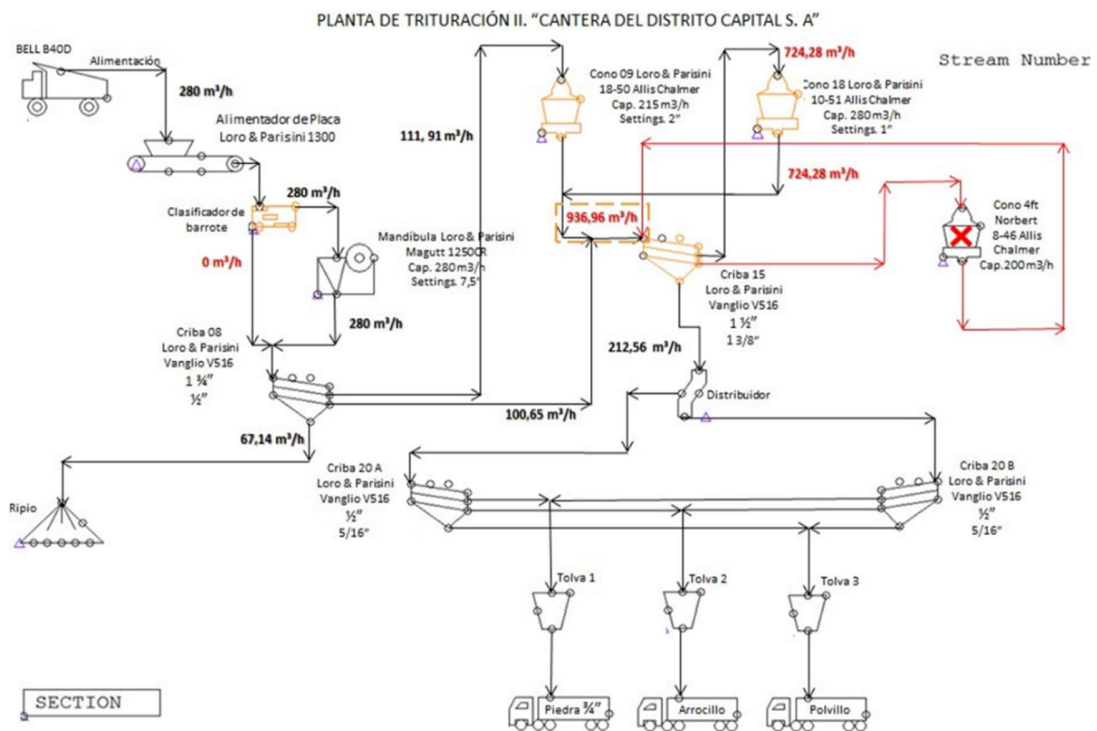 PLANTA DE TRITURACIÓN II. “CANTERA DEL DISTRITO CAPITAL S. A”
BELL B40D
Alimentación
280 m³/h
Alimentador de Placa
Loro & Parisini 1300
Clasificador de
barrote
280 m³/h
0 m³/h
Mandíbula Loro & Parisini
Magutt 1250CR
Cap. 280m3/h
Settings. 7,5"
280 m³/h
Criba 08
Loro & Parisini
Vanglio V516
1 ¾”
½”
67,14 m³/h
Ripio
111, 91 m³/h
100,65 m³/h
Cono 09 Loro & Parisini
18-50 Allis Chalmer
Cap. 215 m3/h
Settings. 2”
724,28 m³/h
Cono 18 Loro & Parisini
10-51 Allis Chalmer
Cap. 280m3/h
Settings. 1”
Stream Number
724,28 m³/h
936,96 m³/h
Cono 4ft
Norbert
8-46 Allis
Chalmer
Cap.200m3/h
Criba 15
Loro & Parisini
Vanglio V516
1 ½”
1 3/8”
212,56 m³/h
Distribuidor
Criba 20 A
Loro & Parisini
Vanglio V516
½”
5/16”
Criba 20 B
Loro & Parisini
Vanglio V516
½”
5/16”
Tolva 1
Tolva 2
Tolva 3
SECTION
Piedra ¾”
Arrocillo
Polvillo